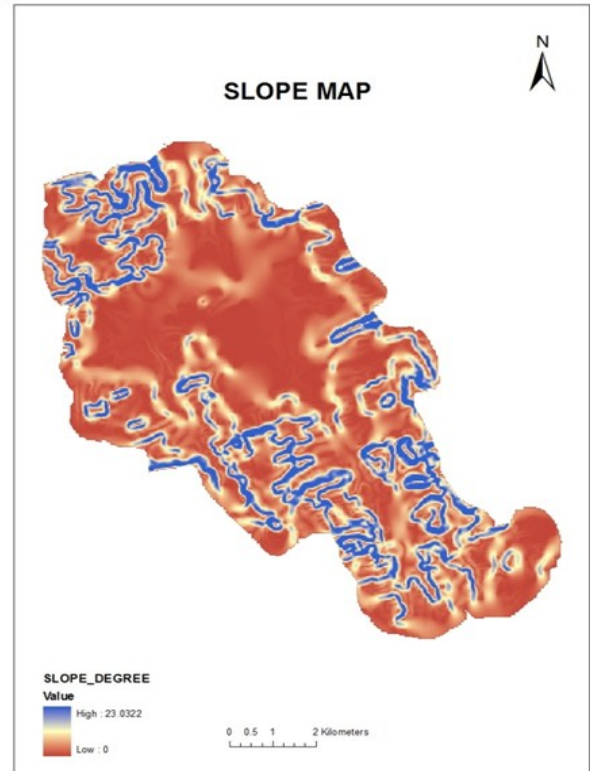 N
SLOPE MAP
SLOPE_DEGREE
Value
High : 23.0322
Low : 0
0 0.5 1 2 Kilometers